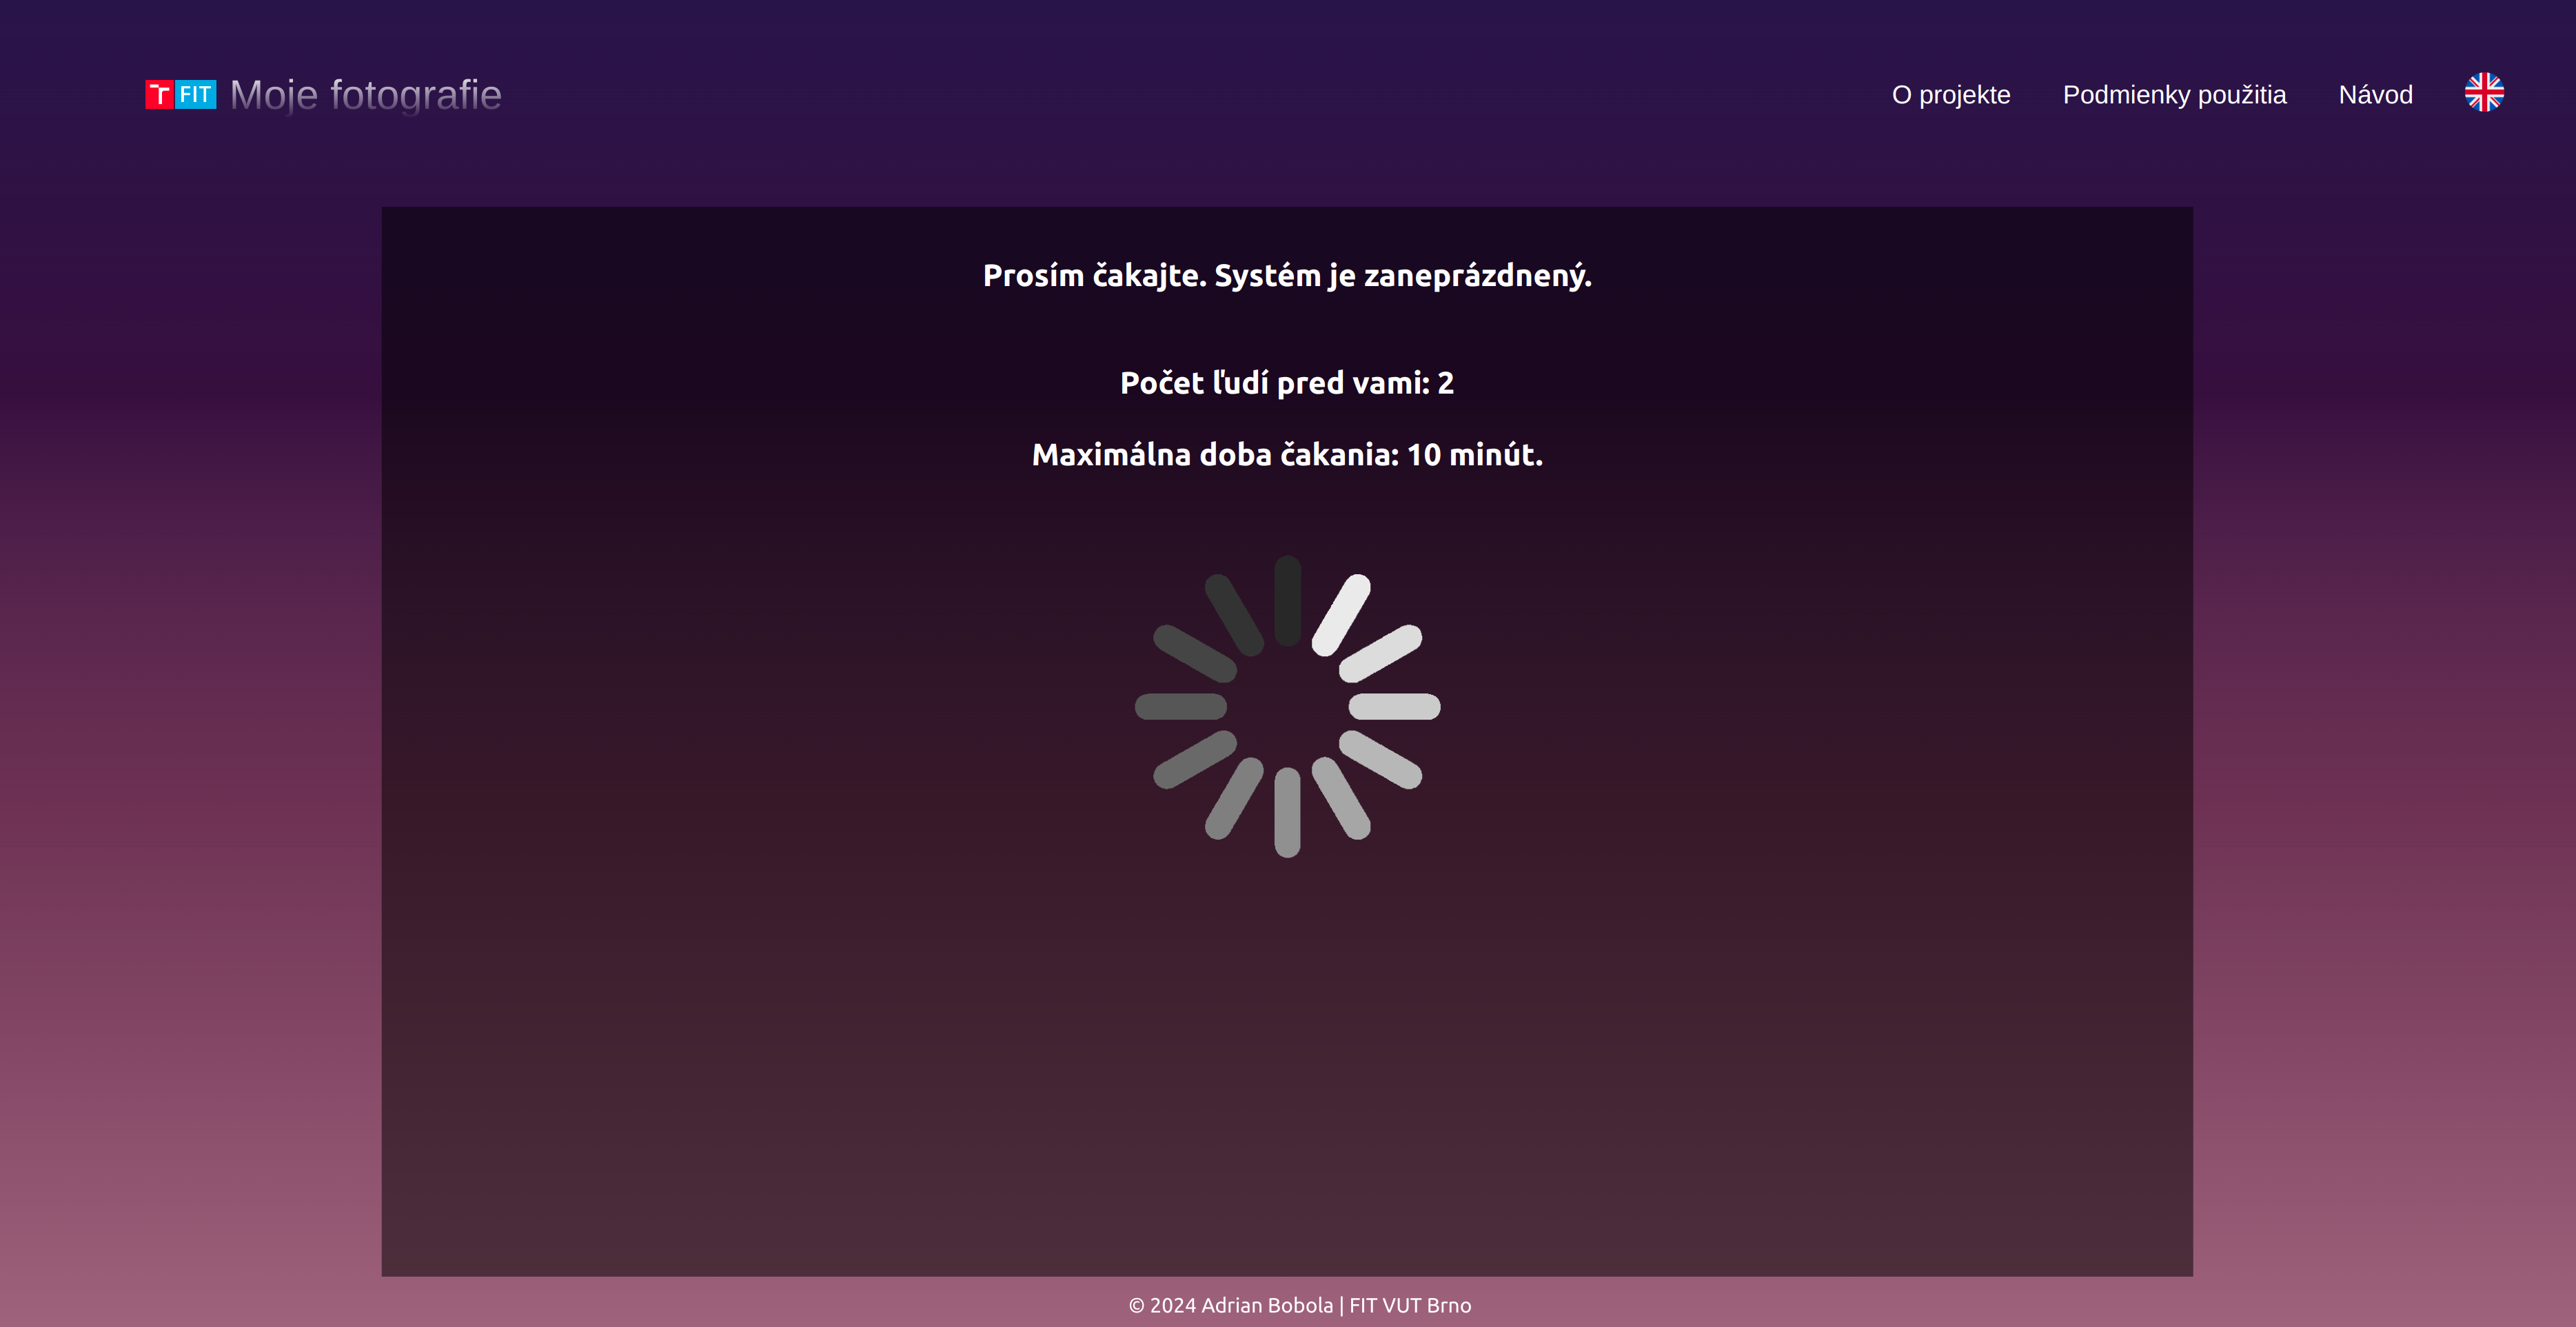 T FIT Moje fotografie
O projekte Podmienky použitia Návod
Prosím čakajte. Systém je zaneprázdnený.
Počet ľudí pred vami: 2
Maximálna doba čakania: 10 minút.
© 2024 Adrian Bobola | FIT VUT Brno